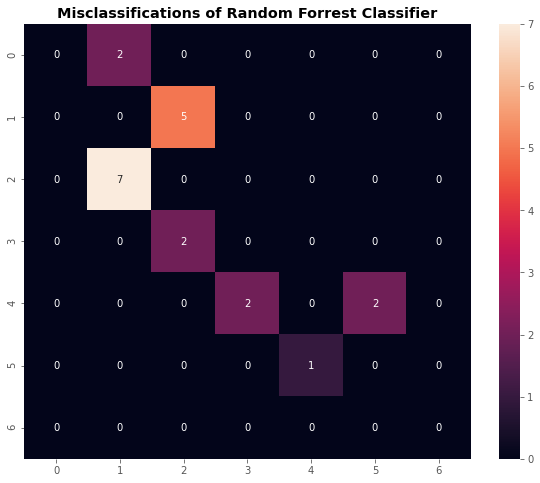 Misclassifications of Random Forrest Classifier
0 0 2 0 0 0 0 0
1 0 0 5 0 0 0 0
2 0 7 0 0 0 0 0
3 0 0 2 0 0 0 0
4 0 0 0 2 0 2 0
5 0 0 0 0 1 0 0
6 0 0 0 0 0 0 0
0 1 2 3 4 5 6
7
6
5
4
3
2
1
0